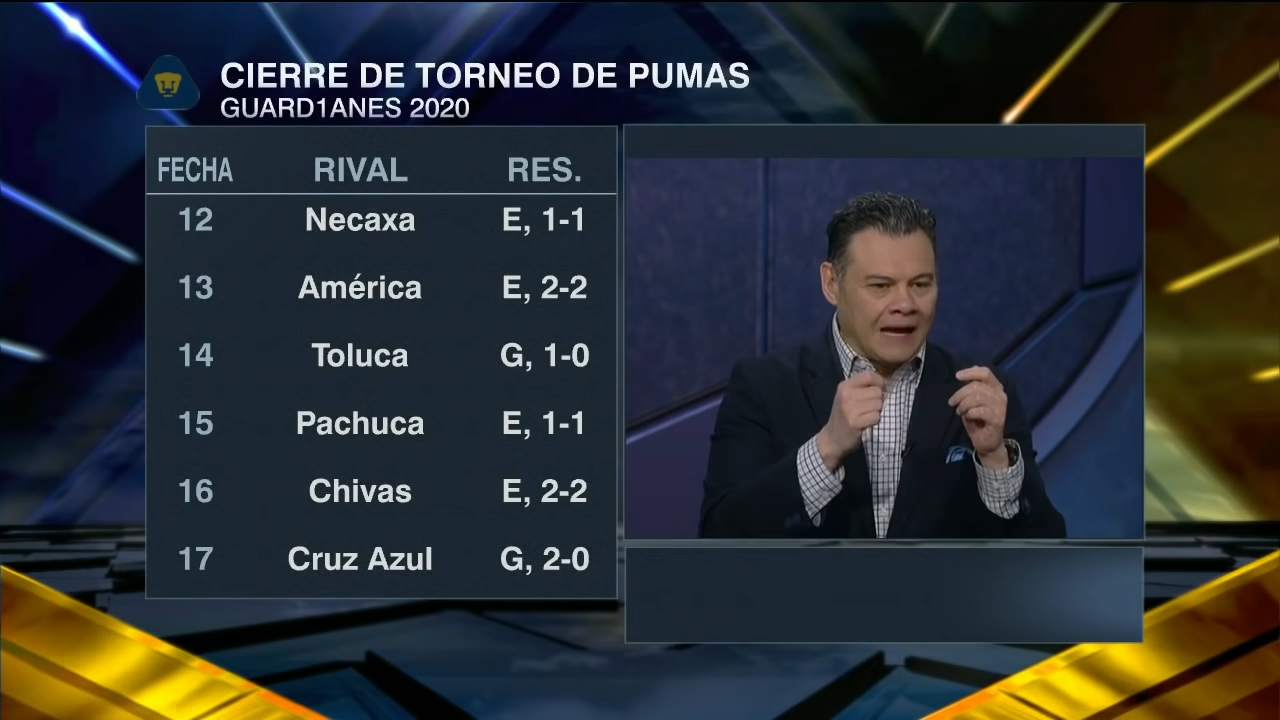 CIERRE DE TORNEO DE PUMAS
GUARD1ANES 2020
FECHA RIVAL RES.
12 Necaxa E, 1-1
13 América E, 2-2
14 Toluca G, 1-0
15 Pachuca E, 1-1
16 Chivas E, 2-2
17 Cruz Azul G, 2-0